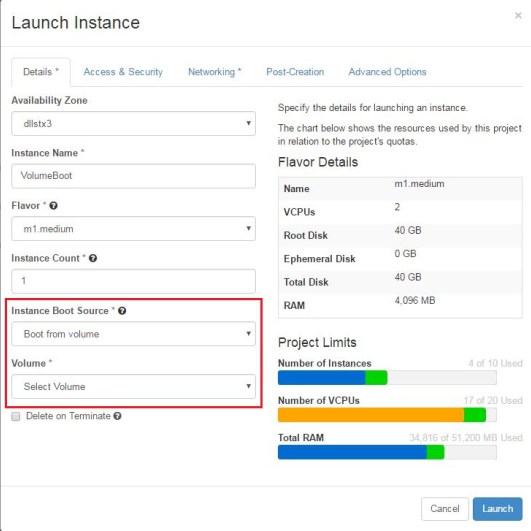 Launch Instance
×
Details *
Access & Security
Networking *
Post-Creation
Advanced Options
Availability Zone
dllstx3
Instance Name *
VolumeBoot
Flavor * ?
m1.medium
Instance Count * ?
1
Instance Boot Source * ?
Boot from volume
Volume *
Select Volume
Delete on Terminate ?
Specify the details for launching an instance.
The chart below shows the resources used by this project
in relation to the project's quotas.
Flavor Details
Name m1.medium
VCPUs 2
Root Disk 40 GB
Ephemeral Disk 0 GB
Total Disk 40 GB
RAM 4,096 MB
Project Limits
Number of Instances 4 of 10 Used
Number of VCPUs 17 of 20 Used
Total RAM 34,816 of 51,200 MB Used
Cancel
Launch